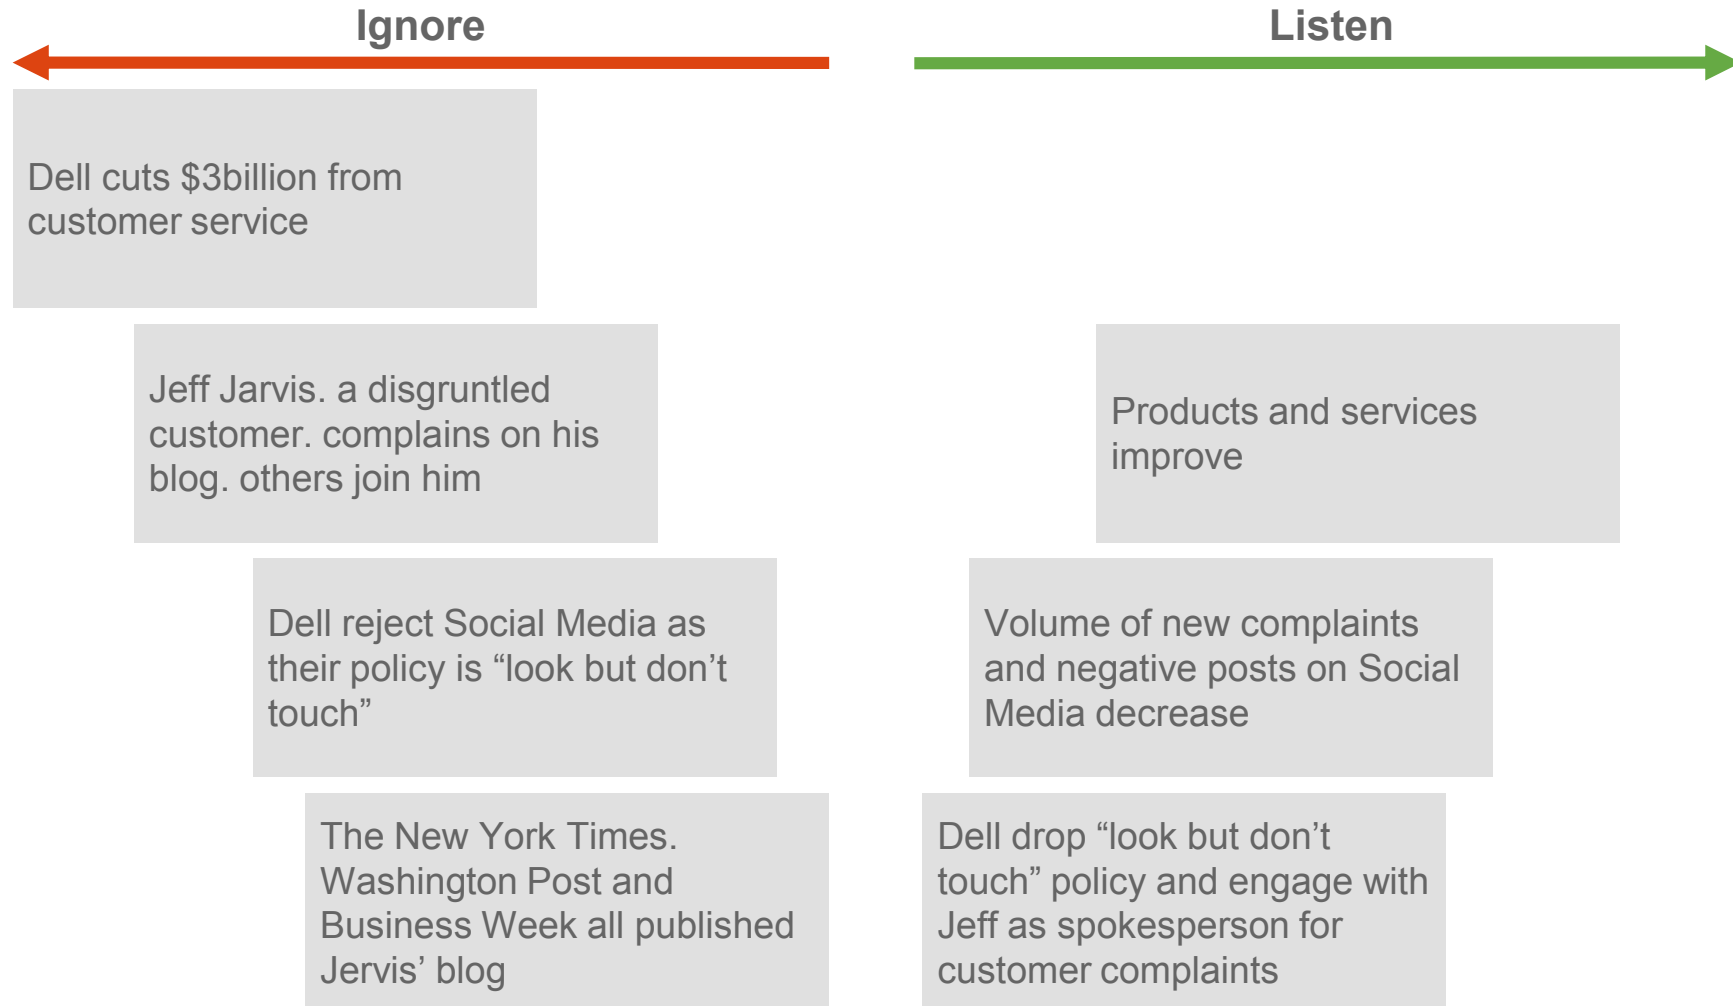 Ignore
Listen
Dell cuts $3billion from
customer service
Jeff Jarvis. a disgruntled
customer. complains on his
blog. others join him
Products and services
improve
Dell reject Social Media as
their policy is “look but don’t
touch”
Volume of new complaints
and negative posts on Social
Media decrease
The New York Times.
Washington Post and
Business Week all published
Jervis’ blog
Dell drop “look but don’t
touch” policy and engage with
Jeff as spokesperson for
customer complaints